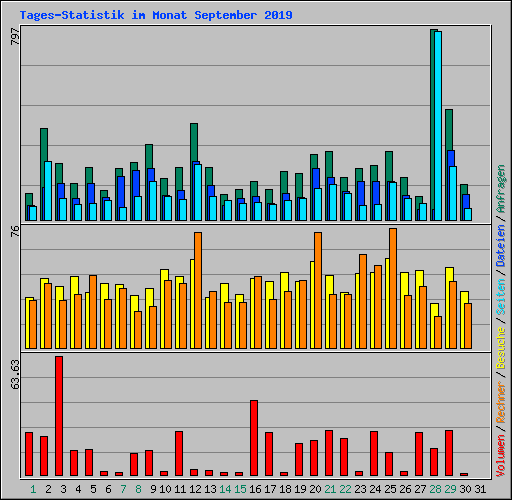 Tages-Statistik im Monat September 2019
797
76
63.63
Volumen / Rechner / Besuche / Seiten / Dateien / Anfragen
1 2 3 4 5 6 7 8 9 10 11 12 13 14 15 16 17 18 19 20 21 22 23 24 25 26 27 28 29 30 31